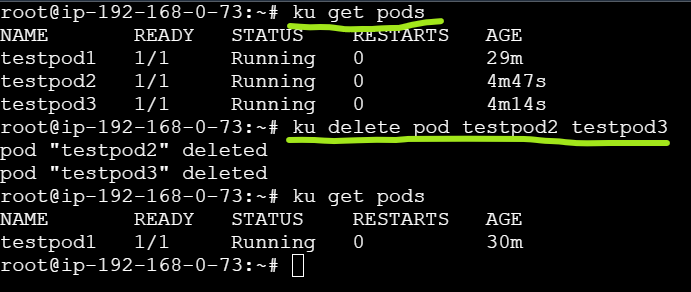 root@ip-192-168-0-73:~# ku get pods
NAME READY STATUS RESTARTS AGE
testpod1 1/1 Running 0 29m
testpod2 1/1 Running 0 4m47s
testpod3 1/1 Running 0 4m14s
root@ip-192-168-0-73:~# ku delete pod testpod2 testpod3
pod "testpod2" deleted
pod "testpod3" deleted
root@ip-192-168-0-73:~# ku get pods
NAME READY STATUS RESTARTS AGE
testpod1 1/1 Running 0 30m
root@ip-192-168-0-73:~#